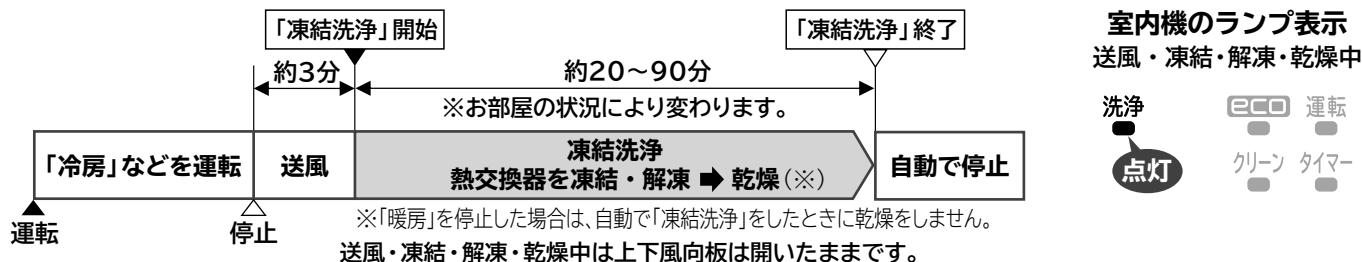 「凍結洗浄」開始
「凍結洗浄」終了
約3分
約20～90分
※お部屋の状況により変わります。
「冷房」などを運転
送風
凍結洗浄
熱交換器を凍結・解凍 ➡ 乾燥(※)
自動で停止
運転
停止
※「暖房」を停止した場合は、自動で「凍結洗浄」をしたときに乾燥をしません。
送風・凍結・解凍・乾燥中は上下風向板は開いたままです。
室内機のランプ表示
送風・凍結・解凍・乾燥中
洗浄
eco 運転
点灯
クリーン タイマー